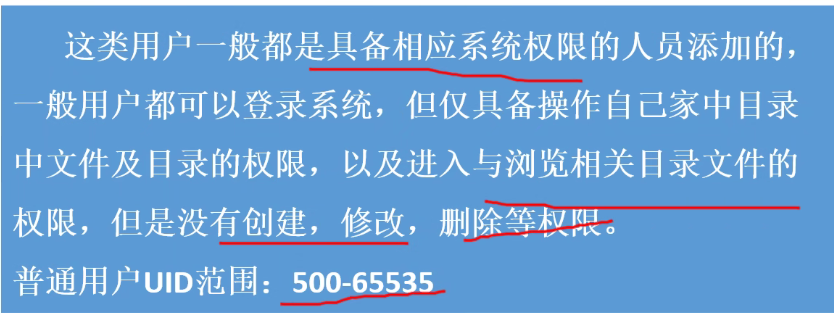 这类用户一般都是具备相应系统权限的人员添加的，
一般用户都可以登录系统，但仅具备操作自己家中目录
中文件及目录的权限，以及进入与浏览相关目录文件的
权限，但是没有创建，修改，删除等权限。
普通用户UID范围：500-65535